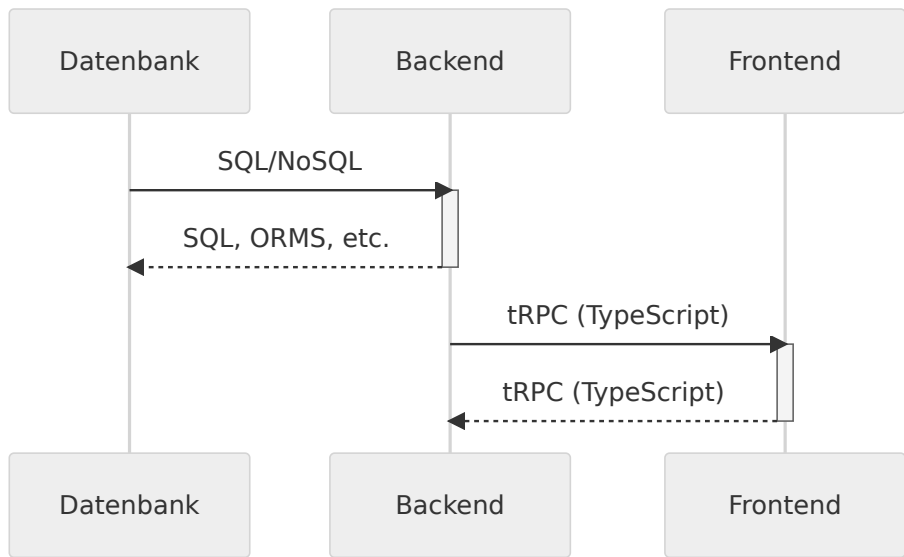 Datenbank
Backend
Frontend
SQL/NoSQL
SQL, ORMS, etc.
tRPC (TypeScript)
tRPC (TypeScript)
Datenbank
Backend
Frontend